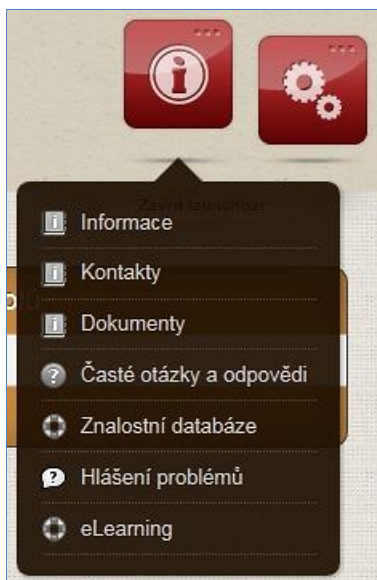 Informace
Kontakty
Dokumenty
Časté otázky a odpovědi
Znalostní databáze
Hlášení problémů
eLearning